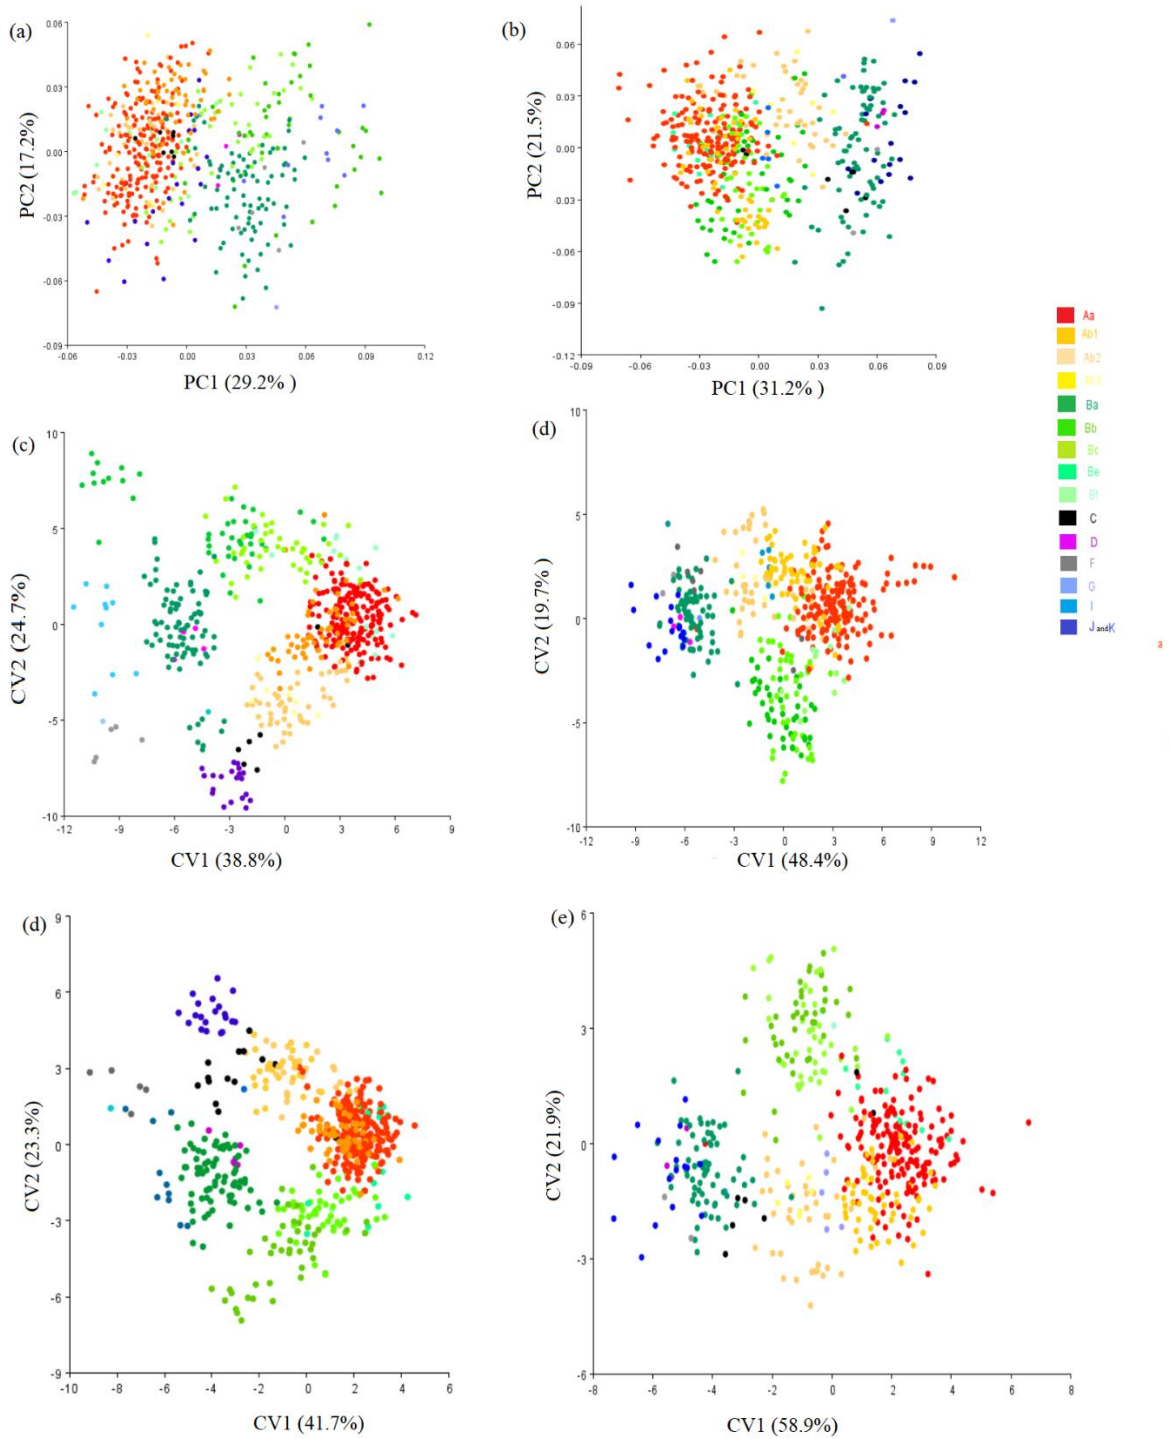 (a)
0.06
0.03
0.00
-0.03
-0.06
-0.09
PC2 (17.2%)
-0.06 -0.03 0.00 0.03 0.06 0.09 0.12
PC1 (29.2% )
(b)
0.06
0.03
0.00
-0.03
-0.06
-0.09
-0.12
PC2 (21.5%)
-0.09 -0.06 -0.03 0.00 0.03 0.06 0.09
PC1 (31.2% )
Aa
Ab1
Ab2
Ab3
Ba
Bb
Bc
Be
Bf
C
D
F
G
I
J and K
a
(c)
10
5
0
-5
-10
CV2 (24.7%)
-12 -9 -6 -3 0 3 6 9
CV1 (38.8%)
(d)
10
5
0
-5
-10
CV2 (19.7% )
-12 -9 -6 -3 0 3 6 9 12
CV1 (48.4%)
(d)
9
6
3
0
-3
-6
-9
CV2 (23.3%)
-10 -8 -6 -4 -2 0 2 4 6
CV1 (41.7%)
(e)
6
3
0
-3
-6
CV2 (21.9%)
-8 -6 -4 -2 0 2 4 6 8
CV1 (58.9%)